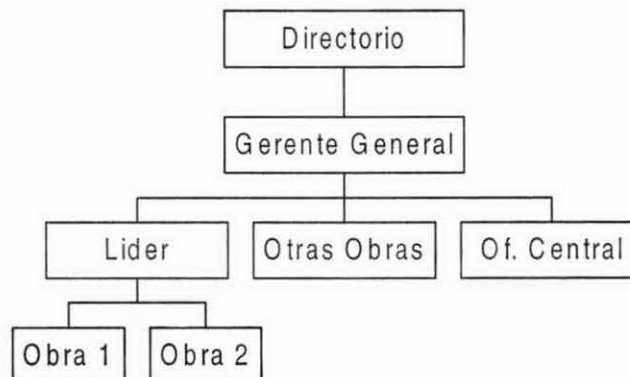 Directorio
Gerente General
Lider
Otras Obras
Of. Central
Obra 1
Obra 2